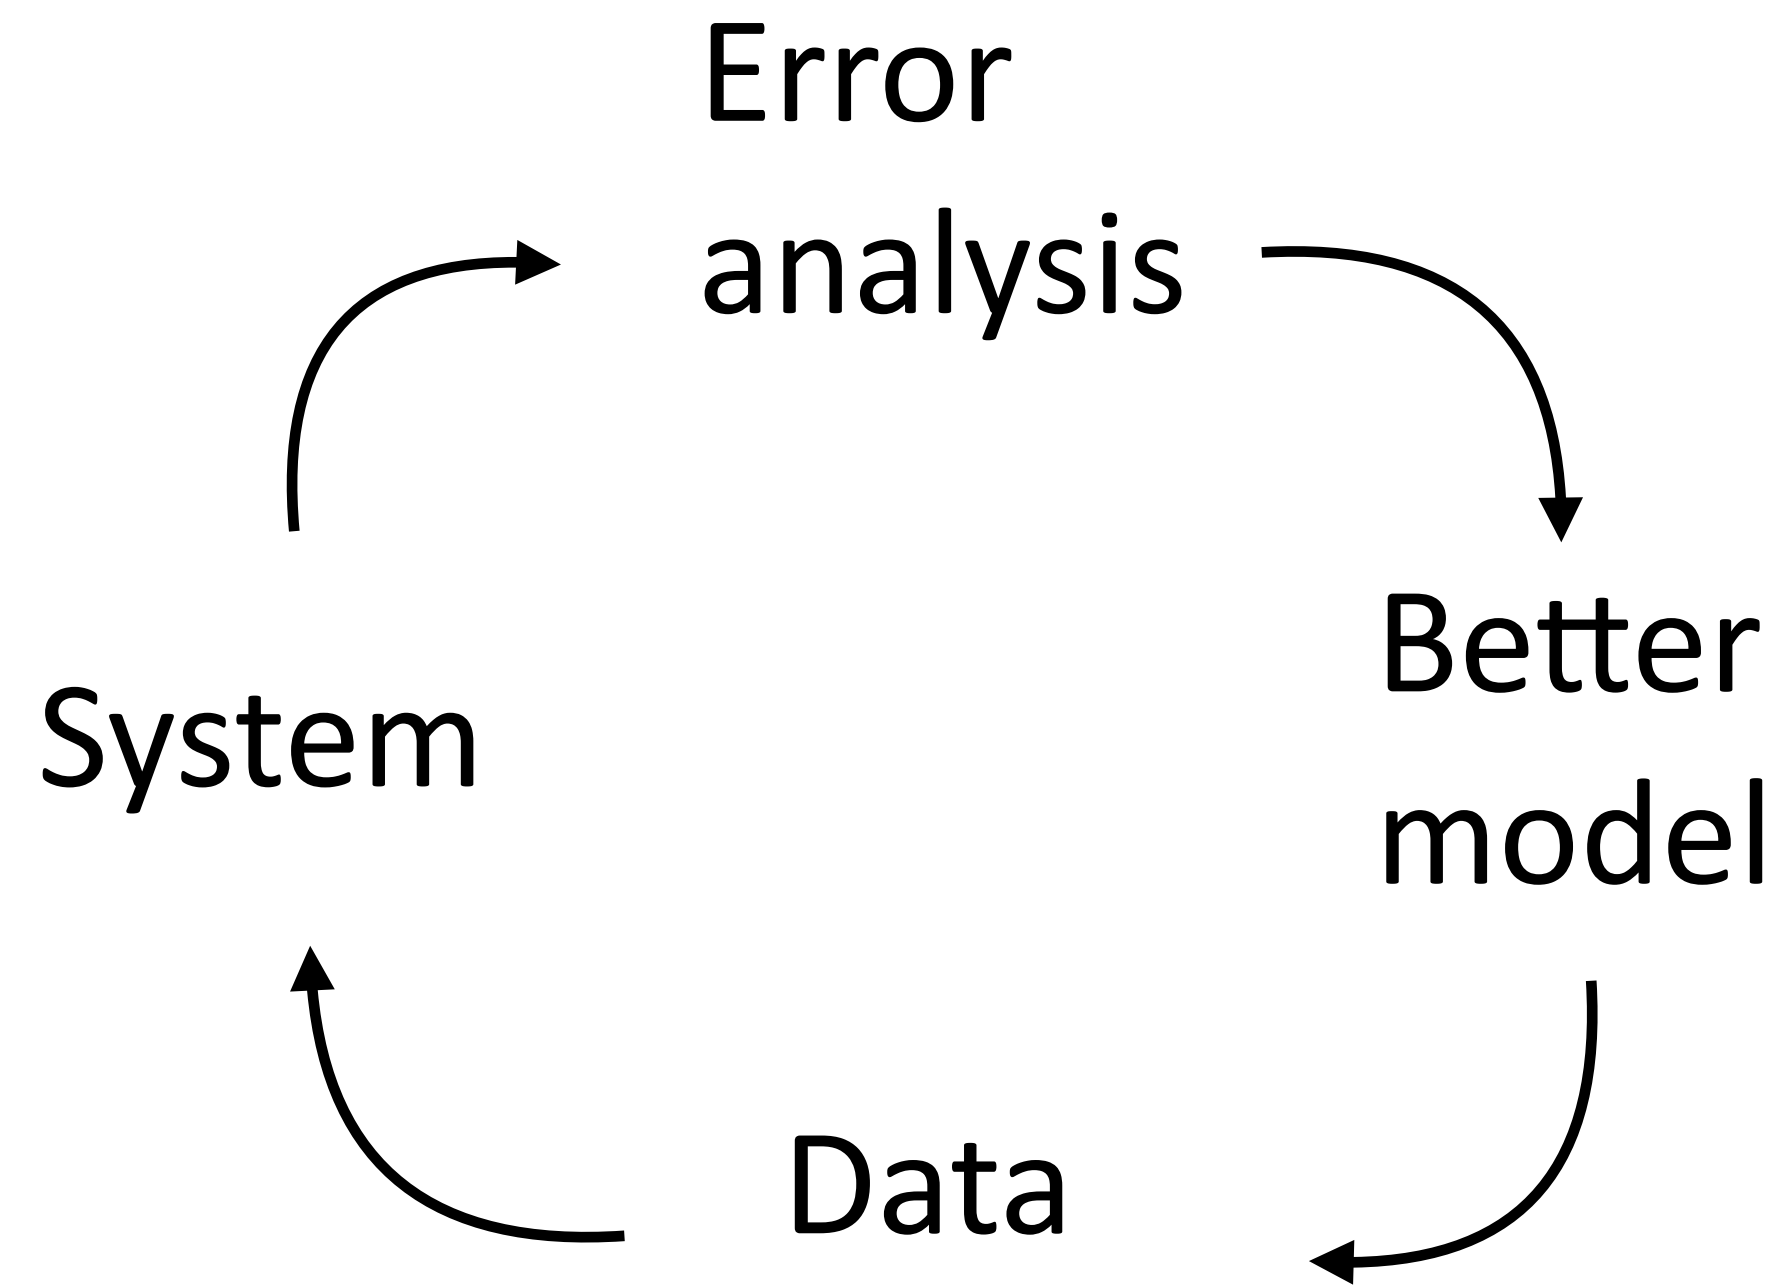 Error
analysis
Better
model
System
Data